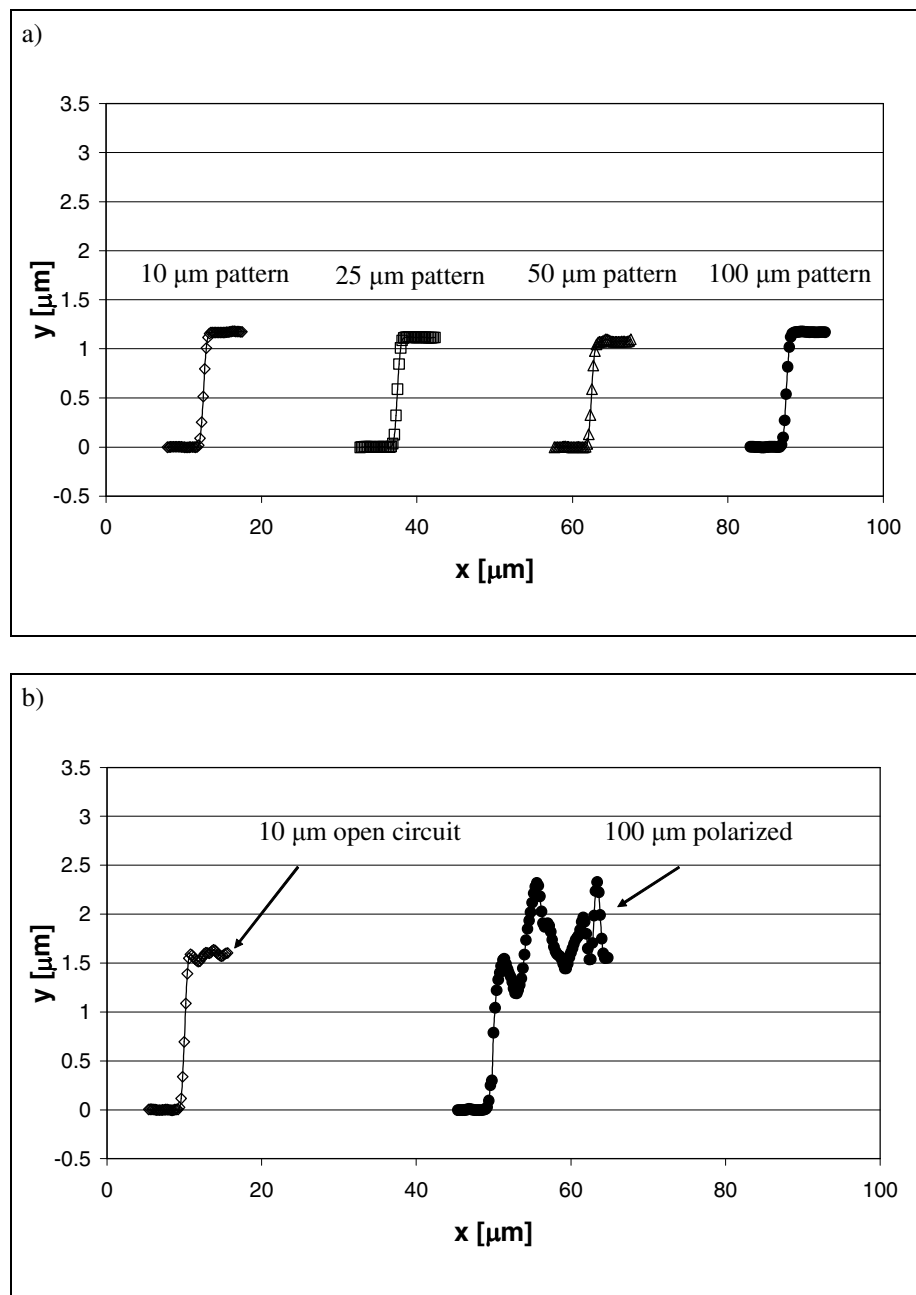 a)
3.5
3
2.5
2
1.5
1
0.5
0
-0.5
y [μm]
10 μm pattern
25 μm pattern
50 μm pattern
100 μm pattern
0 20 40 60 80 100
x [μm]
b)
3.5
3
2.5
2
1.5
1
0.5
0
-0.5
y [μm]
10 μm open circuit
100 μm polarized
0 20 40 60 80 100
x [μm]